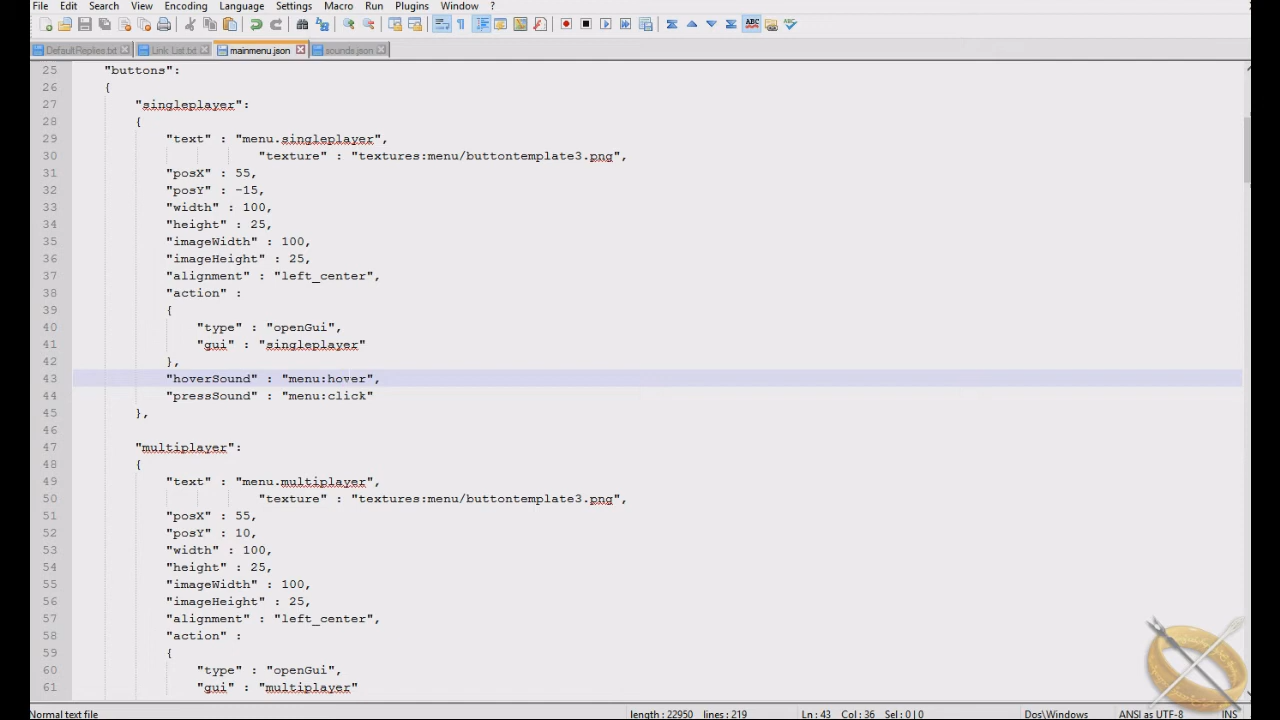 File Edit Search View Encoding Language Settings Macro Run Plugins Window ?
DefaultReplies.txt Link List.txt mainmenu.json sounds.json
25 "buttons":
26 {
27 "singleplayer":
28 {
29 "text" : "menu.singleplayer",
30 "texture" : "textures:menu/buttontemplate3.png",
31 "posX" : 55,
32 "posY" : -15,
33 "width" : 100,
34 "height" : 25,
35 "imageWidth" : 100,
36 "imageHeight" : 25,
37 "alignment" : "left_center",
38 "action" :
39 {
40 "type" : "openGui",
41 "gui" : "singleplayer"
42 },
43 "hoverSound" : "menu:hover",
44 "pressSound" : "menu:click"
45 },
46
47 "multiplayer":
48 {
49 "text" : "menu.multiplayer",
50 "texture" : "textures:menu/buttontemplate3.png",
51 "posX" : 55,
52 "posY" : 10,
53 "width" : 100,
54 "height" : 25,
55 "imageWidth" : 100,
56 "imageHeight" : 25,
57 "alignment" : "left_center",
58 "action" :
59 {
60 "type" : "openGui",
61 "gui" : "multiplayer"
Normal text file length : 22950 lines : 219 Ln : 43 Col : 36 Sel : 0 | 0 Dos\Windows ANSI as UTF-8 INS